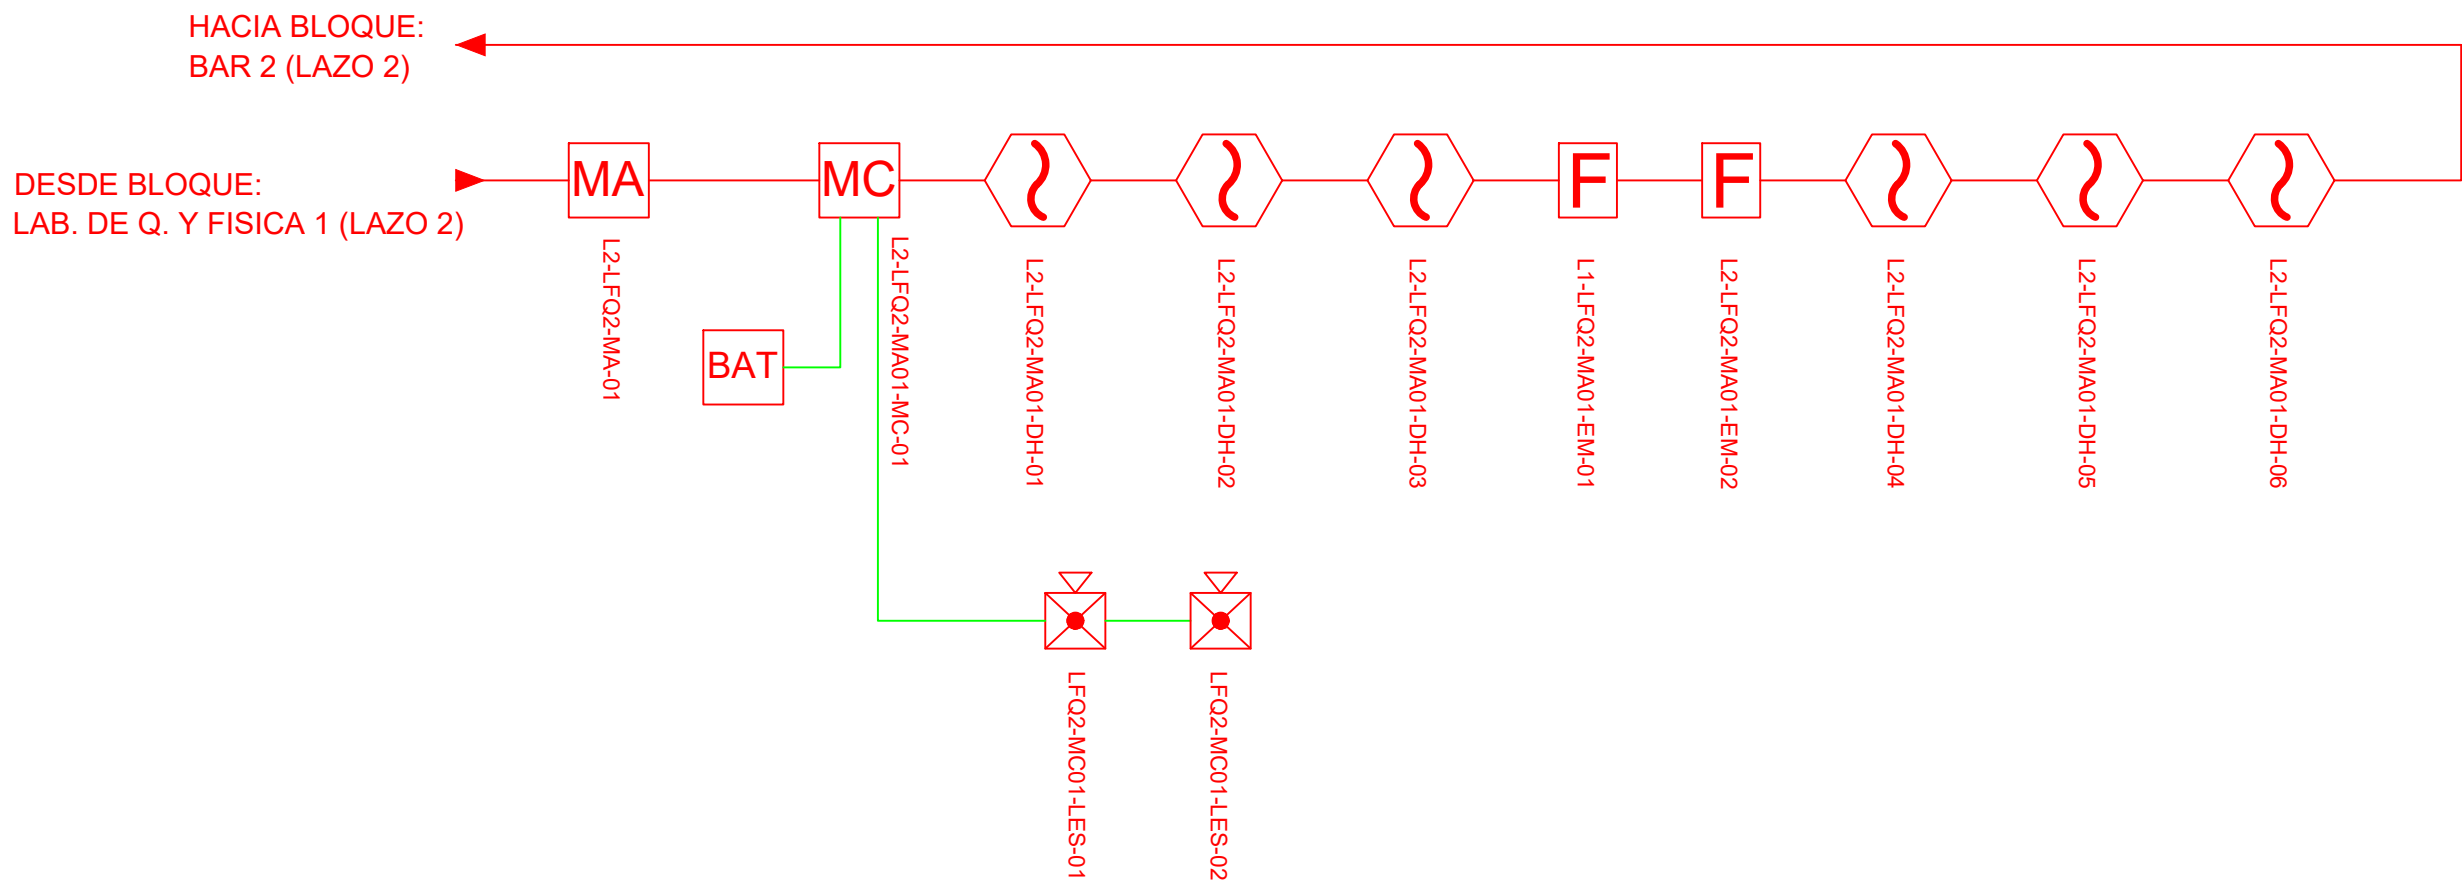 HACIA BLOQUE:
BAR 2 (LAZO 2)
DESDE BLOQUE:
LAB. DE Q. Y FISICA 1 (LAZO 2)
MA
MC
F
F
L2-LFQ2-MA-01
L2-LFQ2-MA01-MC-01
L2-LFQ2-MA01-DH-01
L2-LFQ2-MA01-DH-02
L2-LFQ2-MA01-DH-03
L1-LFQ2-MA01-EM-01
L2-LFQ2-MA01-EM-02
L2-LFQ2-MA01-DH-04
L2-LFQ2-MA01-DH-05
L2-LFQ2-MA01-DH-06
BAT
LFQ2-MC01-LES-01
LFQ2-MC01-LES-02